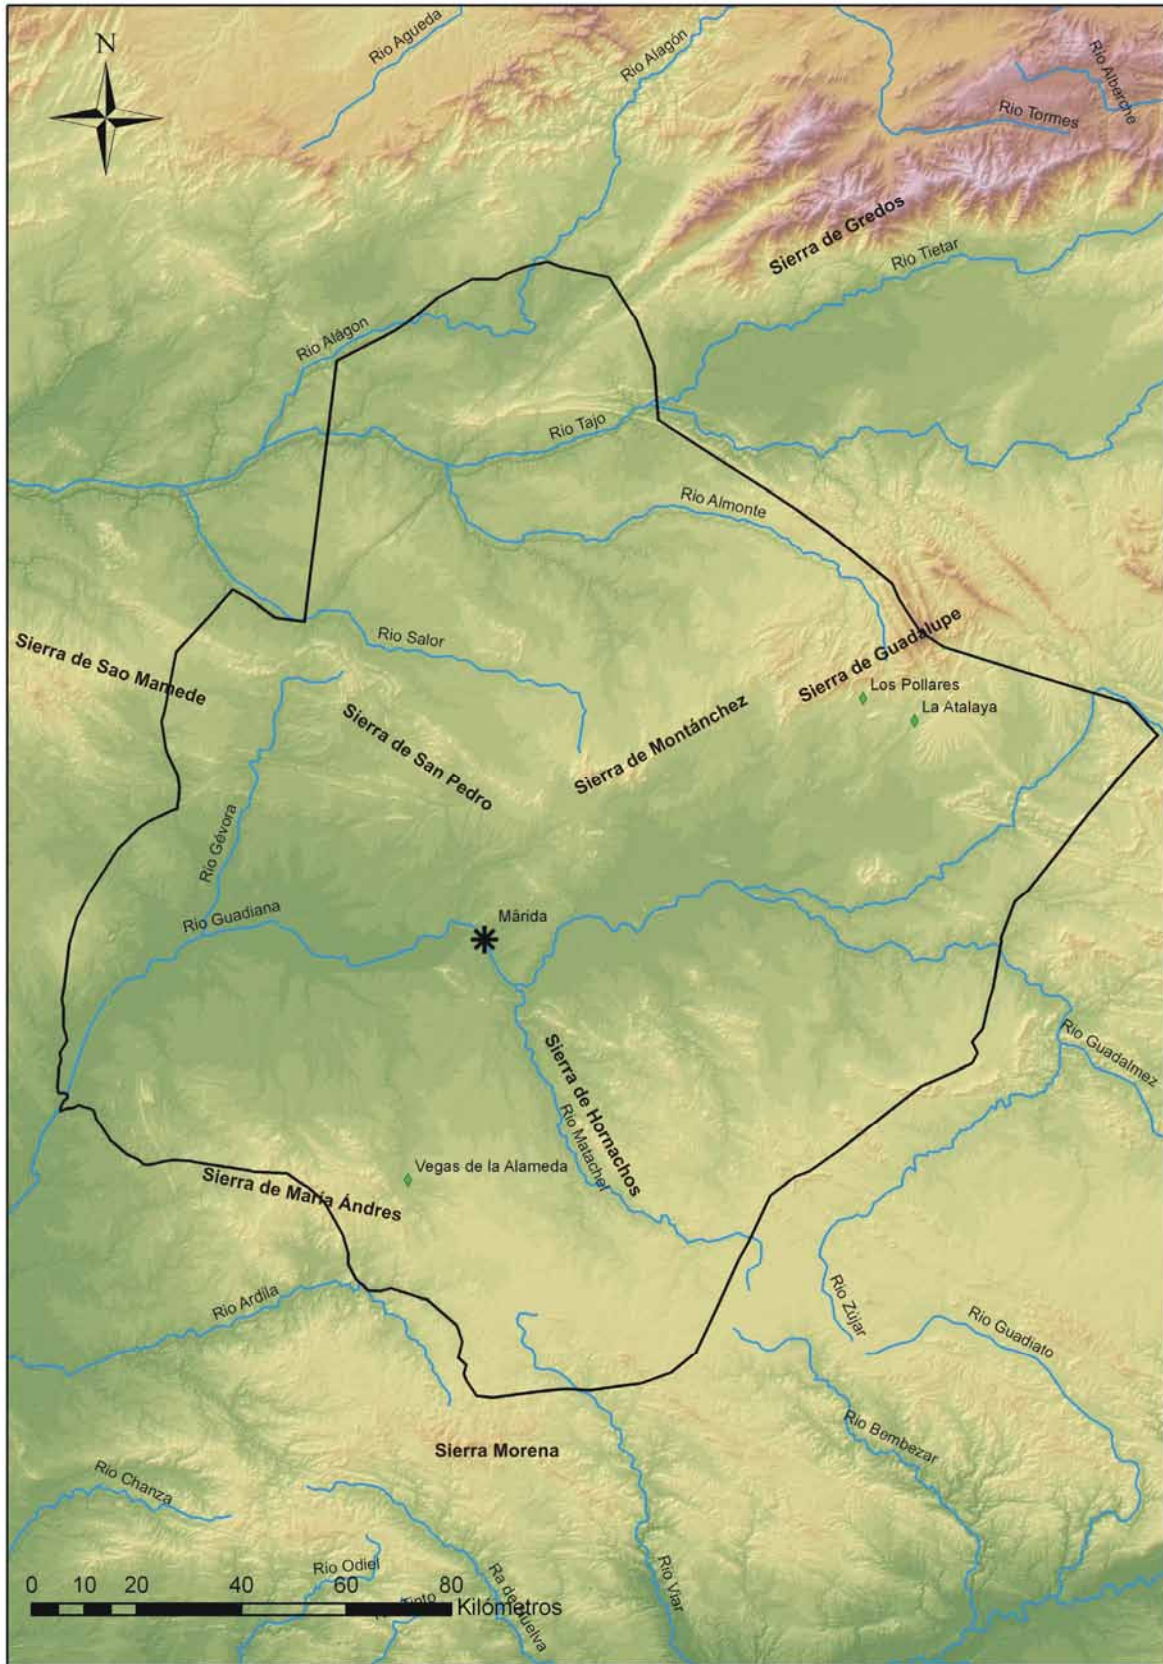 N
Rio Agueda
Rio Alagón
Rio Alberche
Rio Tormes
Sierra de Gredos
Rio Tietar
Rio Alágon
Rio Tajo
Rio Almonte
Rio Salor
Sierra de Sao Mamede
Sierra de Guadalupe
Los Pollares
La Atalaya
Sierra de San Pedro
Sierra de Montánchez
Rio Gévora
Rio Guadiana
Márida
Rio Guadalmez
Sierra de Hornachos
Rio Matachel
Vegas de la Alameda
Sierra de María Ándres
Rio Ardila
Rio Zújar
Rio Guadiato
Rio Bembezar
Sierra Morena
Rio Chanza
Rio Odiel
Rio Viar
0 10 20 40 60 80
Kilómetros